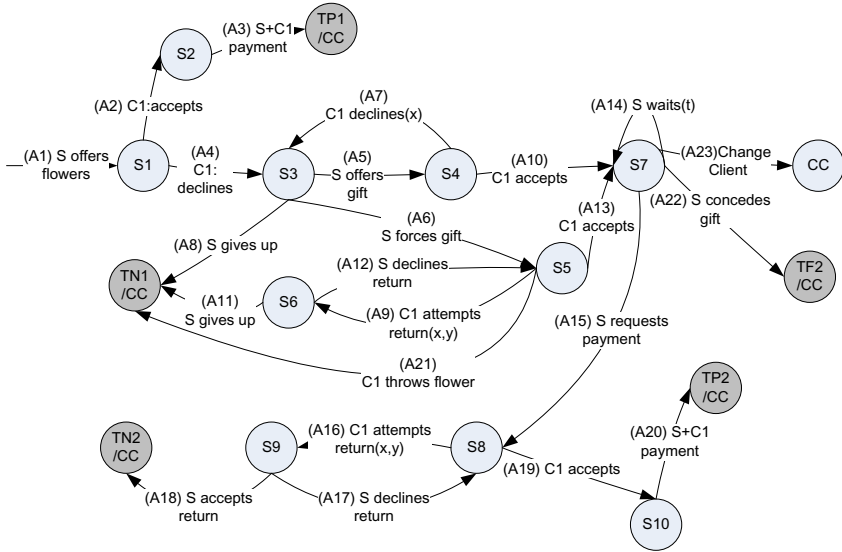 (A3) S+C1
payment
TP1
/CC
S2
(A2) C1:accepts
(A7)
C1 declines(x)
(A14) S waits(t)
(A1) S offers
flowers
S1
(A4)
C1:
declines
S3
(A5)
S offers
gift
S4
(A10)
C1 accepts
S7
(A23)Change
Client
CC
(A22) S concedes
gift
(A13)
C1 accepts
(A6)
S forces gift
(A8) S gives up
TN1
/CC
(A12) S declines
return
S5
TF2
/CC
(A11)
S gives up
S6
(A9) C1 attempts
return(x,y)
(A15) S requests
payment
(A21)
C1 throws flower
TP2
/CC
TN2
/CC
S9
(A16) C1 attempts
return(x,y)
S8
(A20) S+C1
payment
(A19) C1 accepts
(A18) S accepts
return
(A17) S declines
return
S10